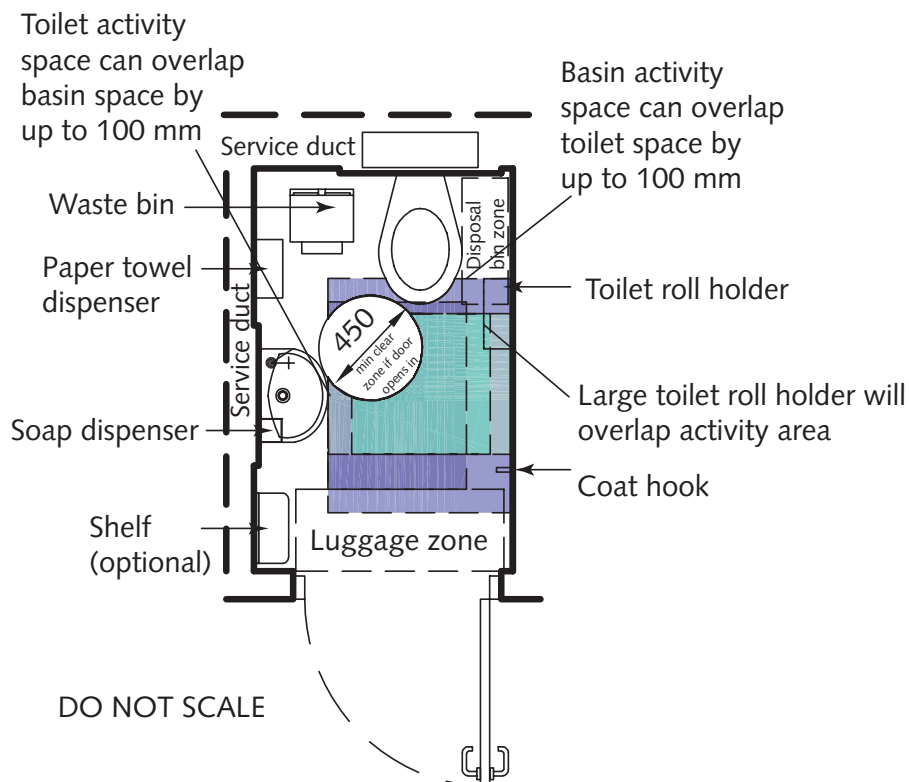 Toilet activity
space can overlap
basin space by
up to 100 mm
Basin activity
space can overlap
toilet space by
up to 100 mm
Service duct
Waste bin
Disposal
bin zone
Paper towel
dispenser
Toilet roll holder
Service duct
450
min clear
zone if door
opens in
Large toilet roll holder will
overlap activity area
Soap dispenser
Coat hook
Shelf
(optional)
Luggage zone
DO NOT SCALE